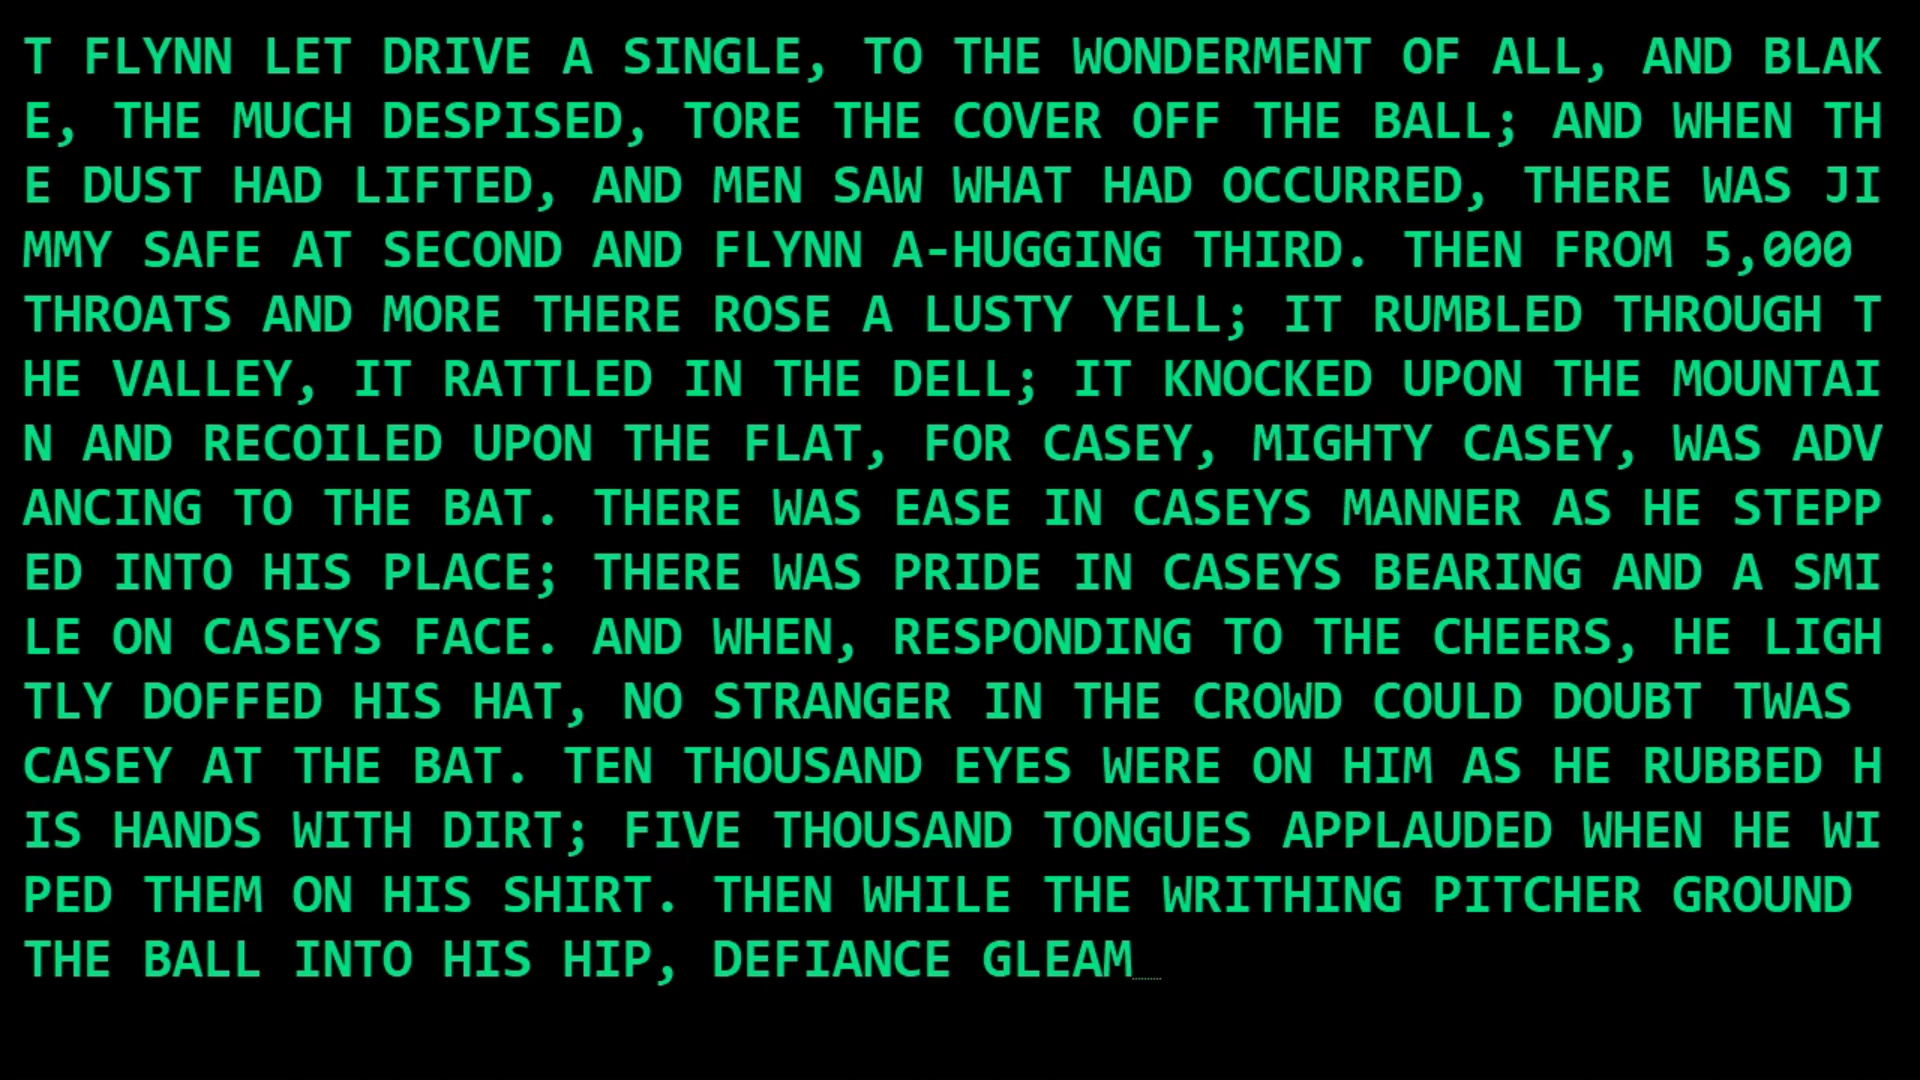 T FLYNN LET DRIVE A SINGLE, TO THE WONDERMENT OF ALL, AND BLAK
E, THE MUCH DESPISED, TORE THE COVER OFF THE BALL; AND WHEN TH
E DUST HAD LIFTED, AND MEN SAW WHAT HAD OCCURRED, THERE WAS JI
MMY SAFE AT SECOND AND FLYNN A-HUGGING THIRD. THEN FROM 5,000
THROATS AND MORE THERE ROSE A LUSTY YELL; IT RUMBLED THROUGH T
HE VALLEY, IT RATTLED IN THE DELL; IT KNOCKED UPON THE MOUNTAI
N AND RECOILED UPON THE FLAT, FOR CASEY, MIGHTY CASEY, WAS ADV
ANCING TO THE BAT. THERE WAS EASE IN CASEYS MANNER AS HE STEPP
ED INTO HIS PLACE; THERE WAS PRIDE IN CASEYS BEARING AND A SMI
LE ON CASEYS FACE. AND WHEN, RESPONDING TO THE CHEERS, HE LIGH
TLY DOFFED HIS HAT, NO STRANGER IN THE CROWD COULD DOUBT TWAS
CASEY AT THE BAT. TEN THOUSAND EYES WERE ON HIM AS HE RUBBED H
IS HANDS WITH DIRT; FIVE THOUSAND TONGUES APPLAUDED WHEN HE WI
PED THEM ON HIS SHIRT. THEN WHILE THE WRITHING PITCHER GROUND
THE BALL INTO HIS HIP, DEFIANCE GLEAM_